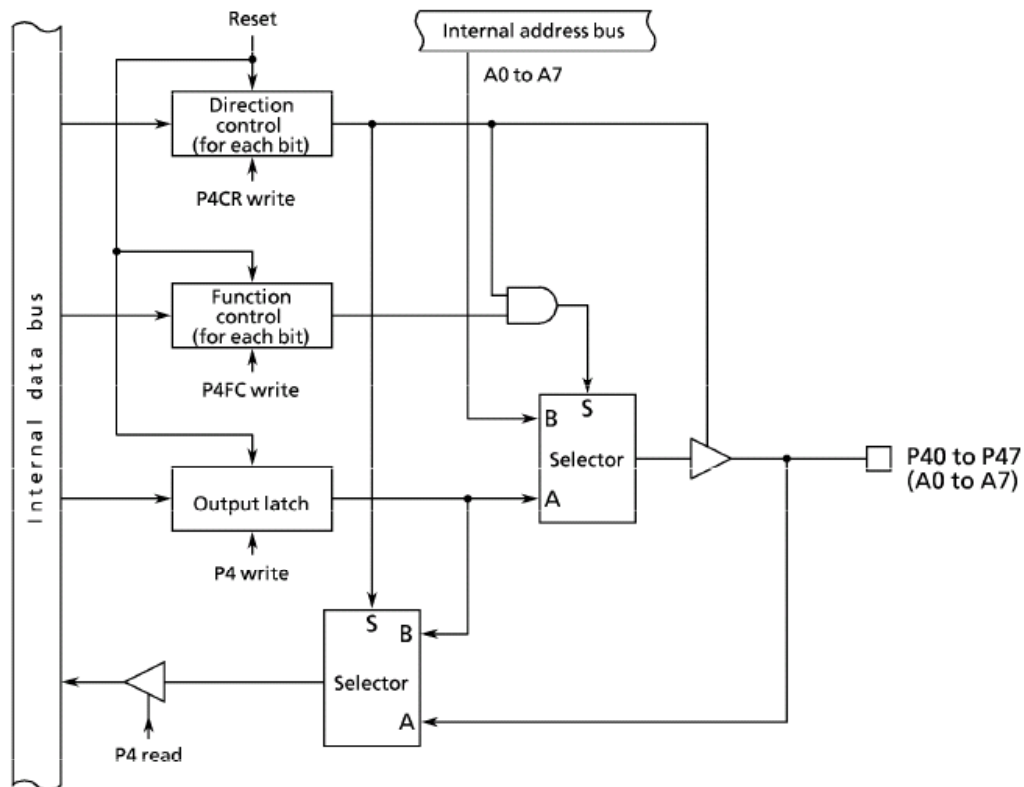 Reset
Internal address bus
A0 to A7
Direction
control
(for each bit)
P4CR write
Internal data bus
Function
control
(for each bit)
P4FC write
S
B
Selector
A
P40 to P47
(A0 to A7)
Output latch
P4 write
S
B
Selector
A
P4 read